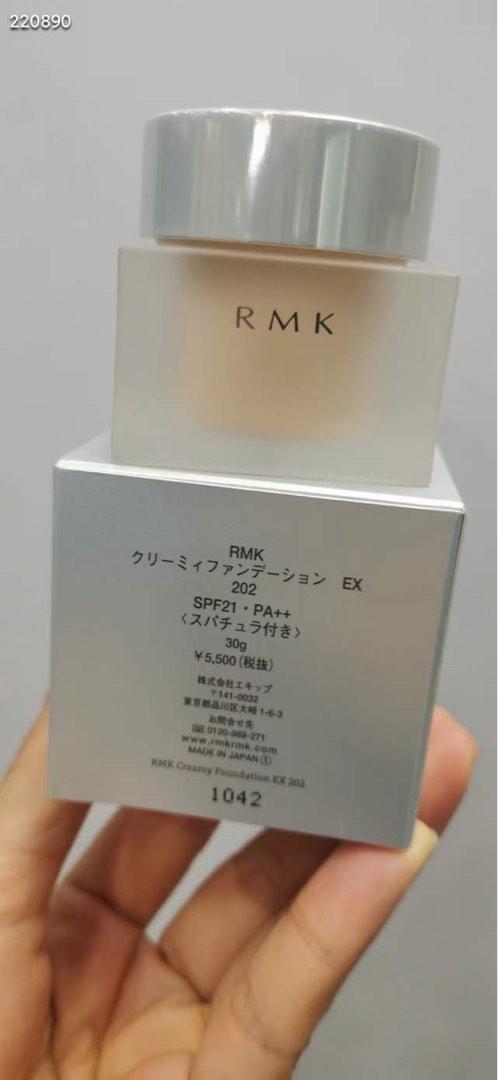 220890
RMK
RMK
クリーミィファンデーション EX
202
SPF21・PA++
〈スパチュラ付き〉
30g
￥5,500(税抜)
株式会社エキップ
〒141-0032
東京都品川区大崎 1-6-3
お問合せ先
0120-988-271
www.rmkrmk.com
MADE IN JAPAN ①
RMK Creamy Foundation EX 202
1042